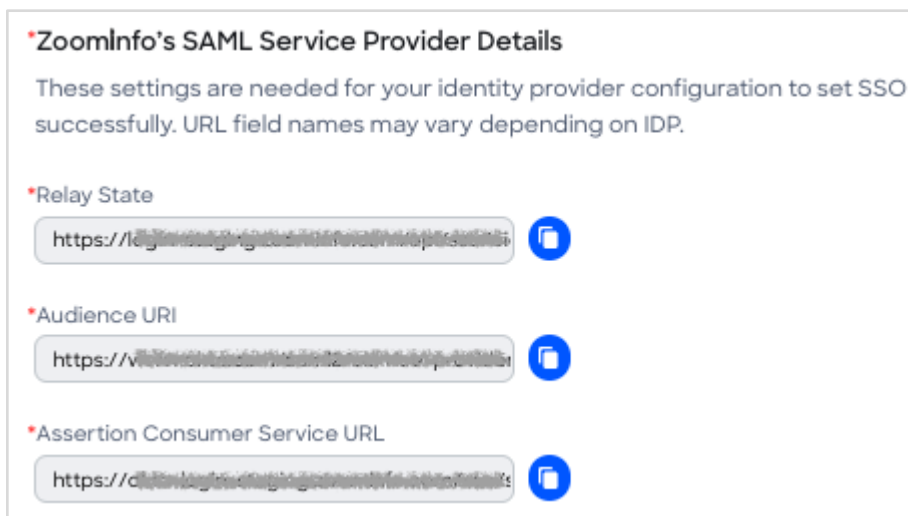 *ZoomInfo's SAML Service Provider Details
These settings are needed for your identity provider configuration to set SSO
successfully. URL field names may vary depending on IDP.
*Relay State
https://
*Audience URI
https://
*Assertion Consumer Service URL
https://